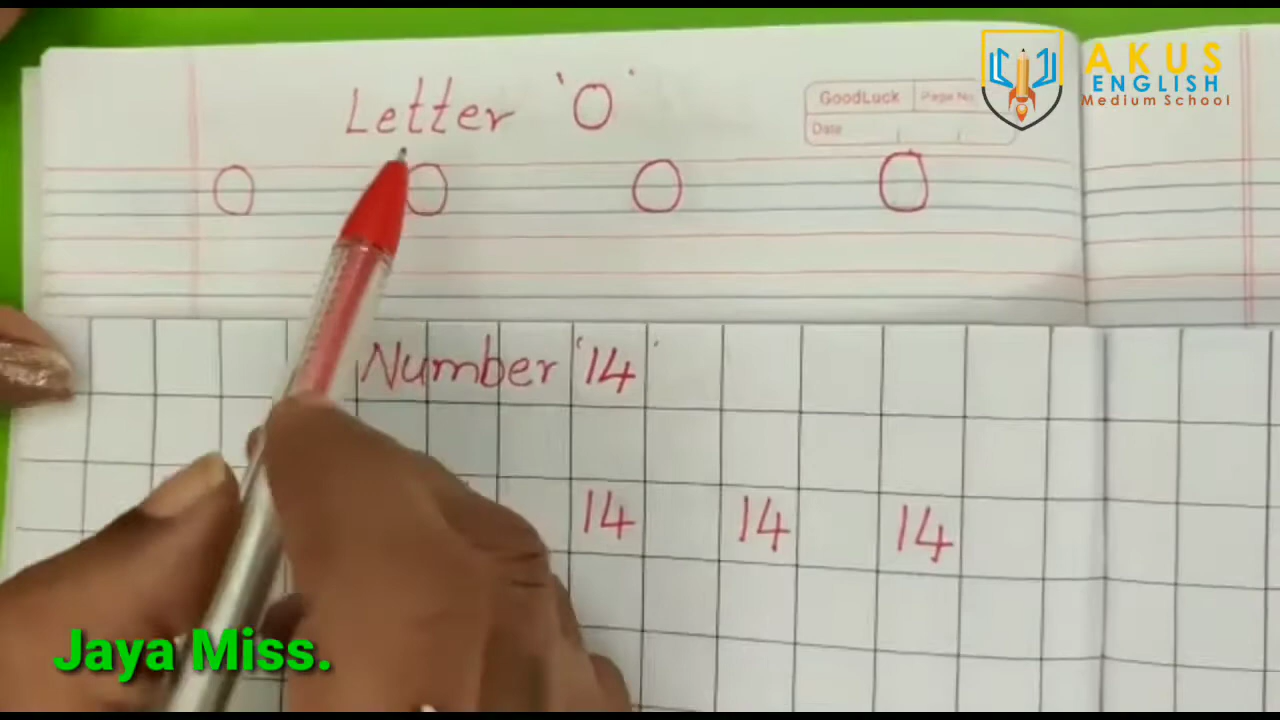 AKUS
ENGLISH
Medium School
Letter 'O'
GoodLuck Page No
Date
O O O O
Number '14'
14 14 14
Jaya Miss.